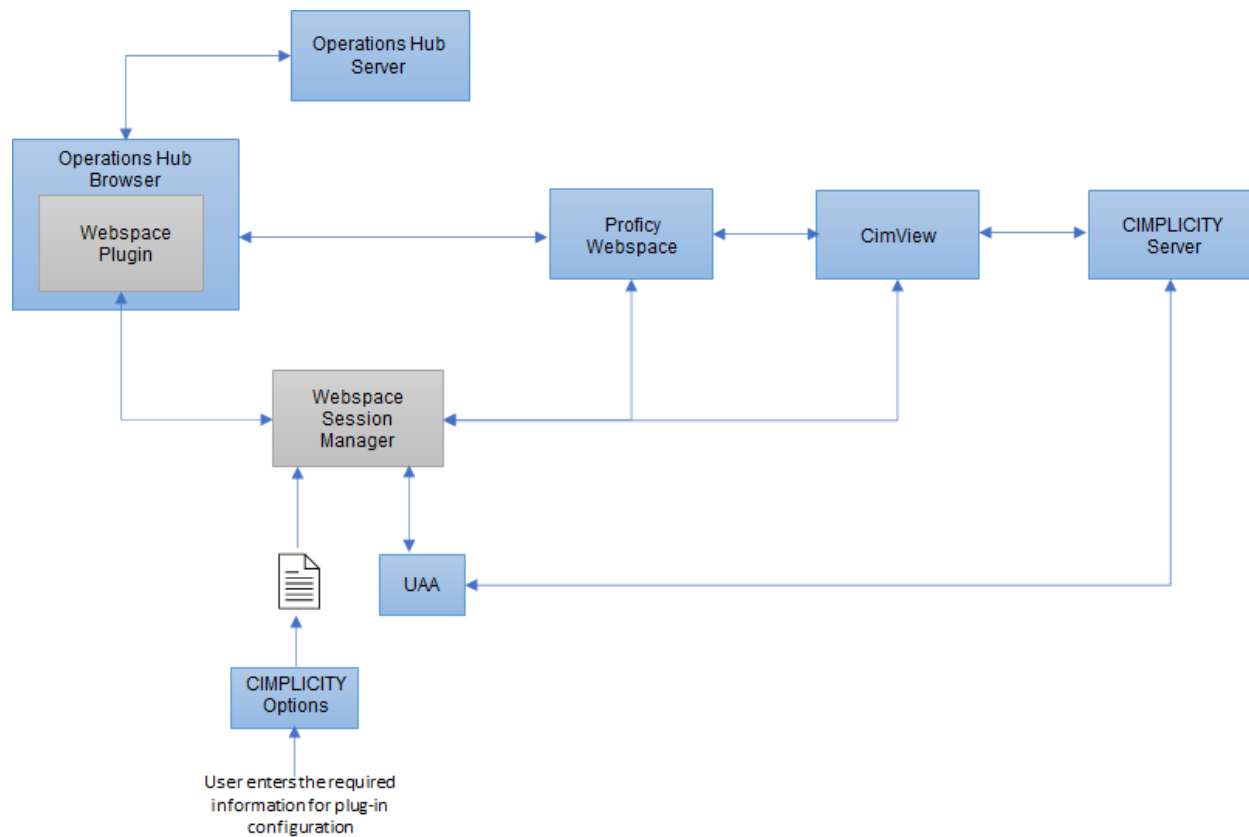 Operations Hub
Server
Operations Hub
Browser
Webspace
Plugin
Proficy
Webspace
CimView
CIMPLICITY
Server
Webspace
Session
Manager
UAA
CIMPLICITY
Options
User enters the required
information for plug-in
configuration